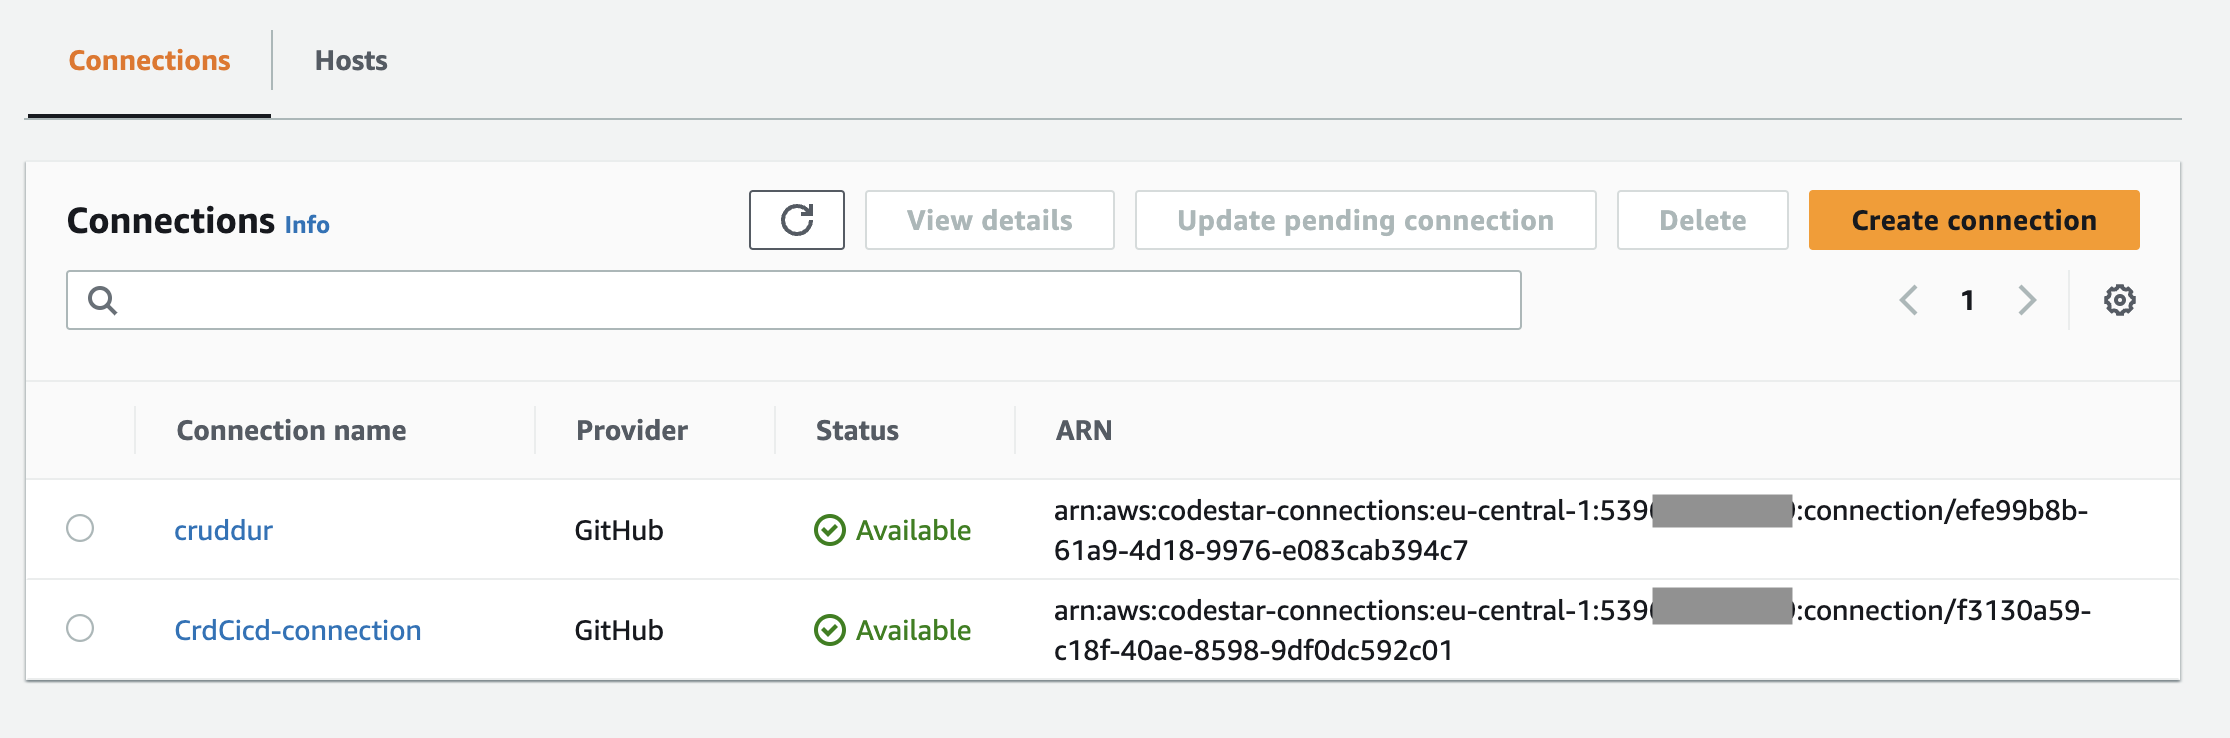 Connections
Hosts
Connections Info
View details
Update pending connection
Delete
Create connection
1
Connection name
Provider
Status
ARN
cruddur
GitHub
Available
arn:aws:codestar-connections:eu-central-1:539 :connection/efe99b8b-
61a9-4d18-9976-e083cab394c7
CrdCicd-connection
GitHub
Available
arn:aws:codestar-connections:eu-central-1:539 :connection/f3130a59-
c18f-40ae-8598-9df0dc592c01